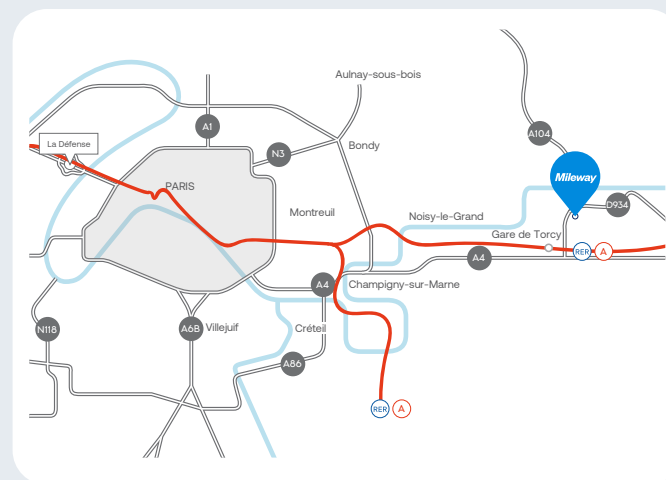 Aulnay-sous-bois
A1
A104
La Défense
N3
Bondy
Mileway
PARIS
D934
Montreuil
Noisy-le-Grand
Gare de Torcy
RER A
A4
A4
Champigny-sur-Marne
N118
A6B
Villejuif
Créteil
A86
RER A